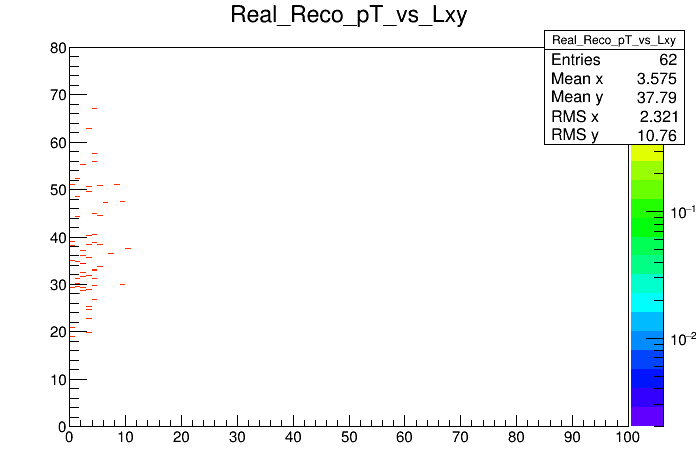 Real_Reco_pT_vs_Lxy
Real_Reco_pT_vs_Lxy
Entries 62
Mean x 3.575
Mean y 37.79
RMS x 2.321
RMS y 10.76
80
70
60
50
40
30
20
10
0
10⁻¹
10⁻²
0 10 20 30 40 50 60 70 80 90 100